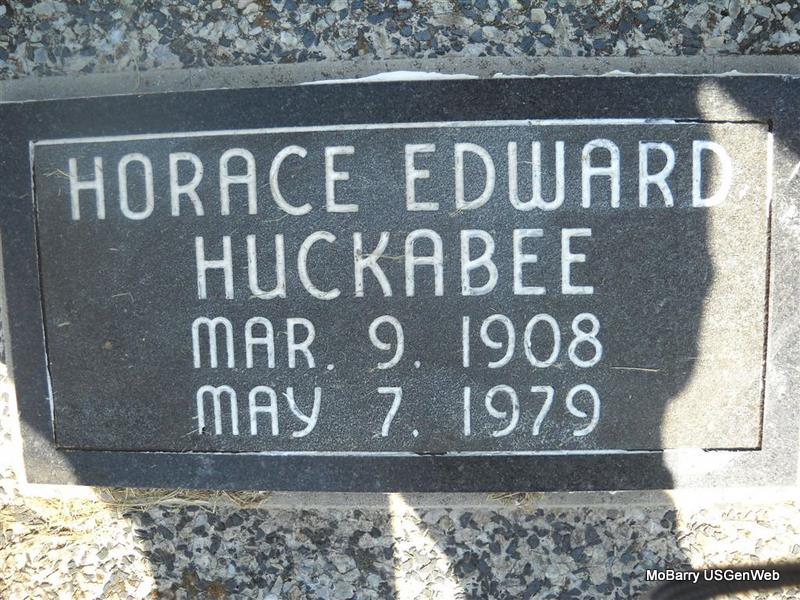 HORACE EDWARD
HUCKABEE
MAR. 9. 1908
MAY 7. 1979
MoBarry USGenWeb